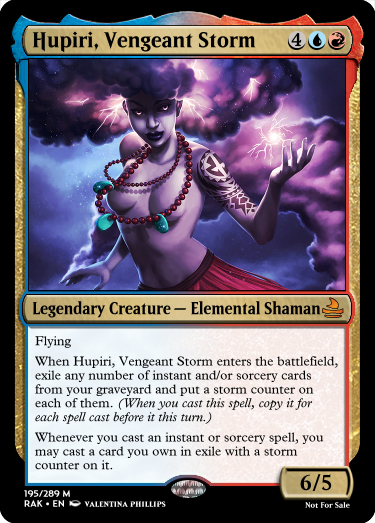 Hupiri, Vengeant Storm 4
Legendary Creature — Elemental Shaman
Flying
When Hupiri, Vengeant Storm enters the battlefield,
exile any number of instant and/or sorcery cards
from your graveyard and put a storm counter on
each of them. (When you cast this spell, copy it for
each spell cast before it this turn.)
Whenever you cast an instant or sorcery spell, you
may cast a card you own in exile with a storm
counter on it.
6/5
195/289 M
RAK • EN VALENTINA PHILLIPS
Not For Sale